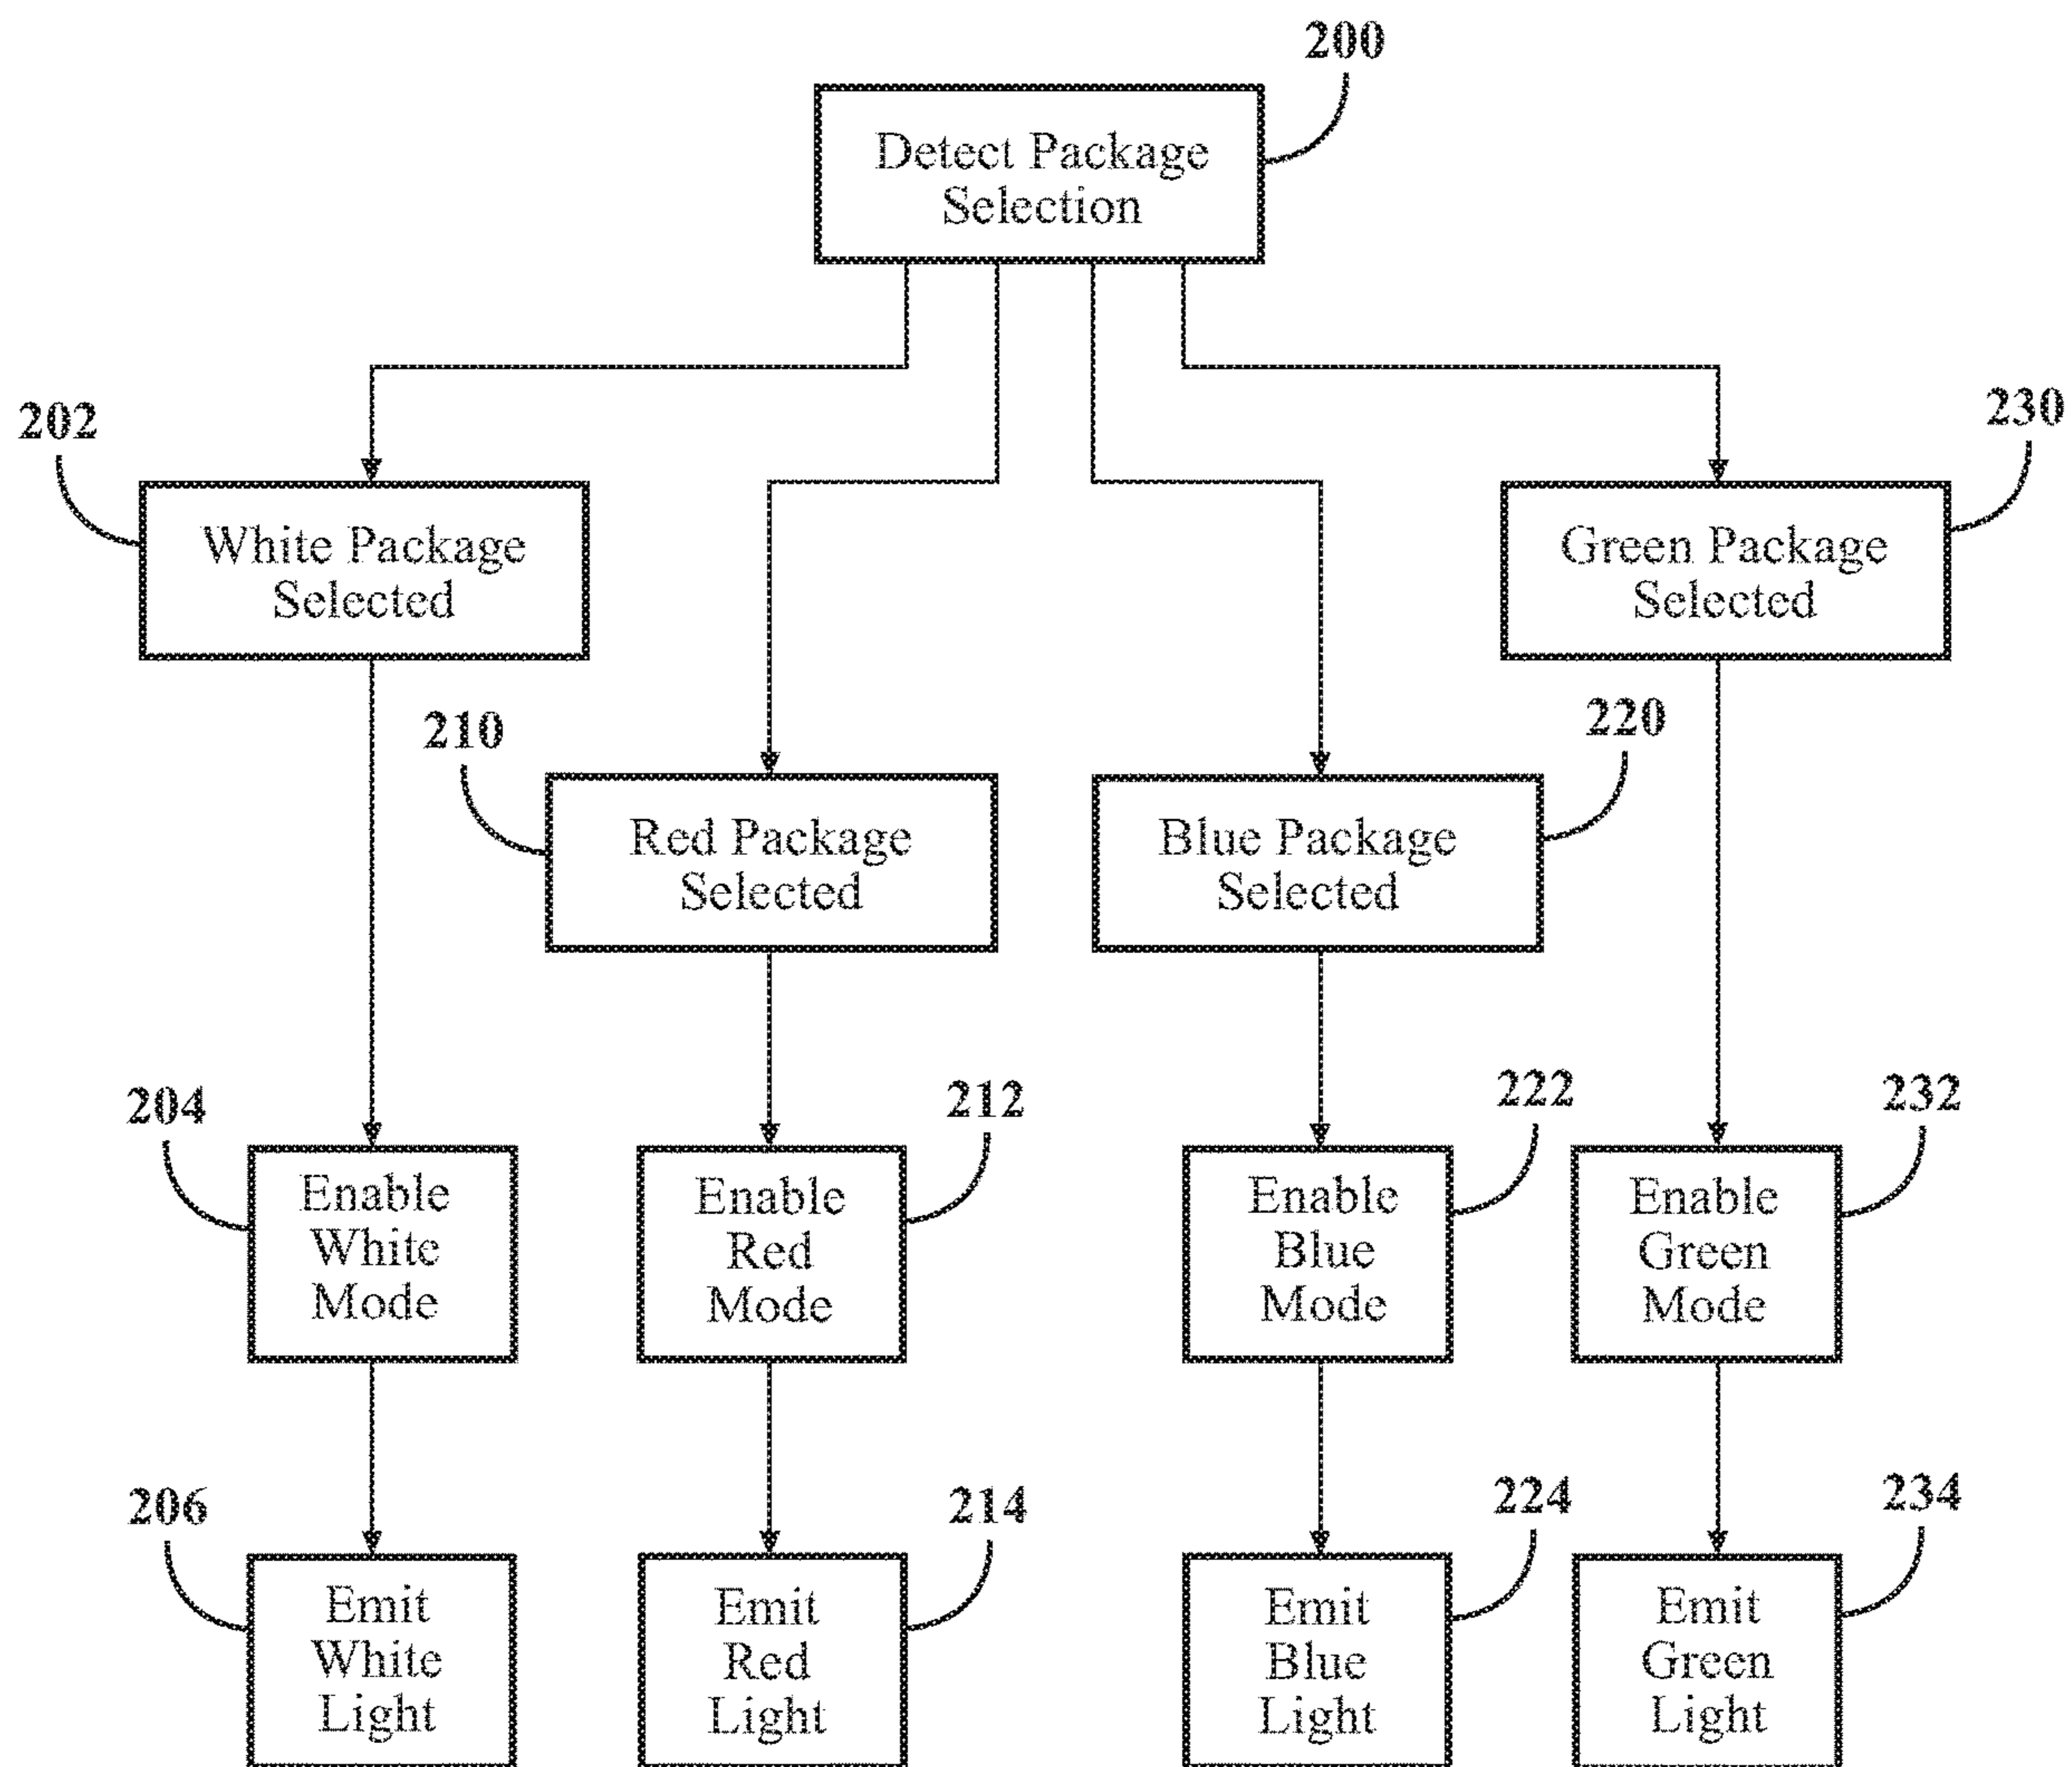 200
Detect Package
Selection
202
White Package
Selected
230
Green Package
Selected
210
Red Package
Selected
220
Blue Package
Selected
204
Enable
White
Mode
212
Enable
Red
Mode
222
Enable
Blue
Mode
232
Enable
Green
Mode
206
Emit
White
Light
214
Emit
Red
Light
224
Emit
Blue
Light
234
Emit
Green
Light